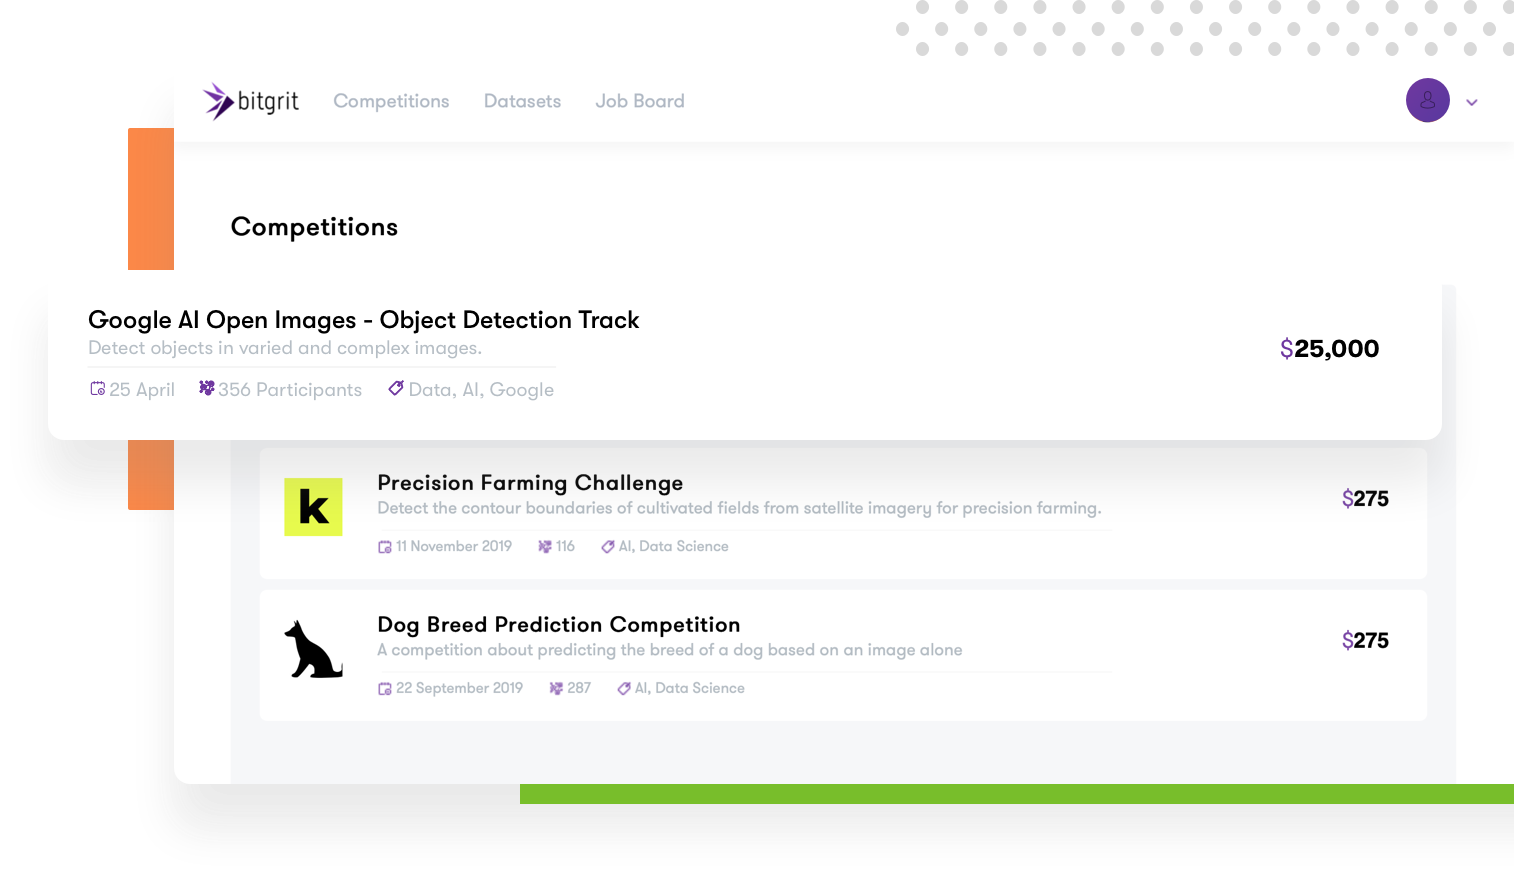 bitgrit Competitions Datasets Job Board
Competitions
Google AI Open Images - Object Detection Track
Detect objects in varied and complex images.
$25,000
25 April 356 Participants Data, AI, Google
k
Precision Farming Challenge
Detect the contour boundaries of cultivated fields from satellite imagery for precision farming.
$275
11 November 2019 116 AI, Data Science
Dog Breed Prediction Competition
A competition about predicting the breed of a dog based on an image alone
$275
22 September 2019 287 AI, Data Science